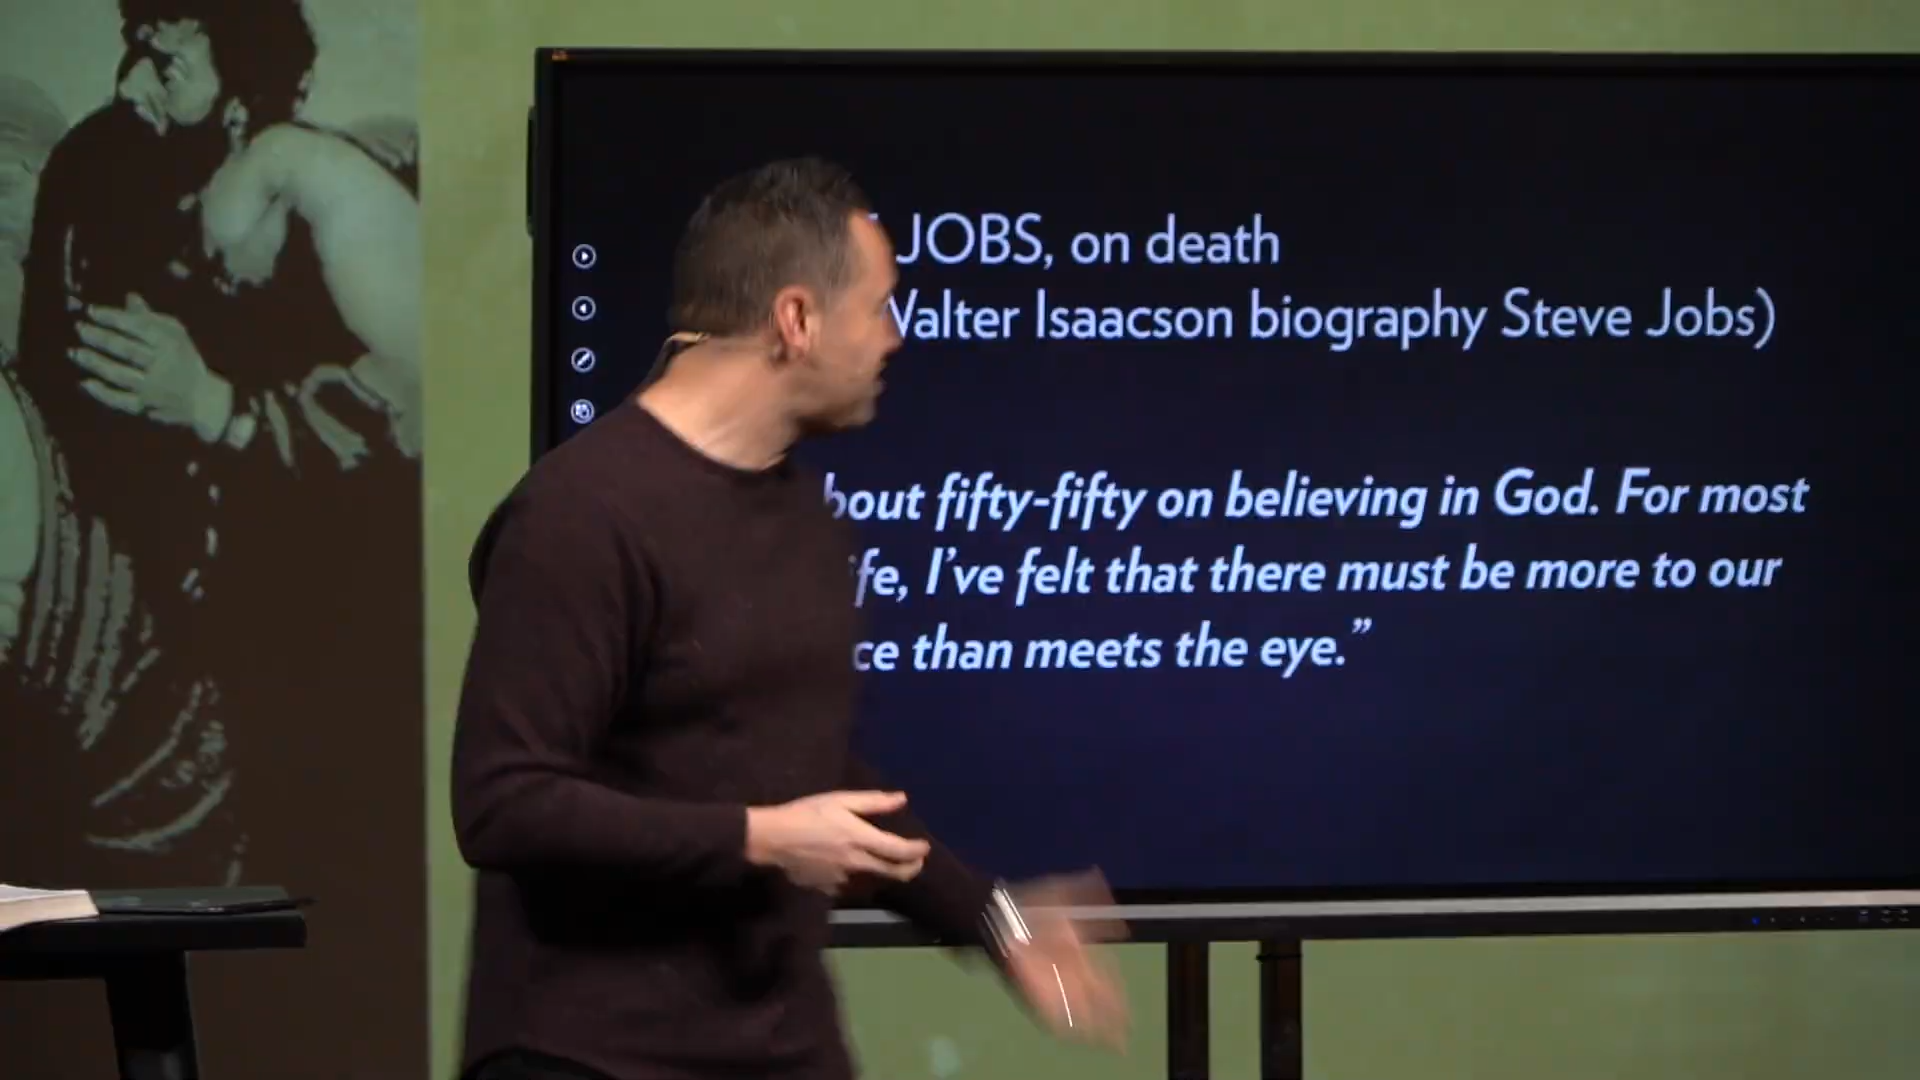 JOBS, on death
Walter Isaacson biography Steve Jobs)
bout fifty-fifty on believing in God. For most
ife, I've felt that there must be more to our
ce than meets the eye.”